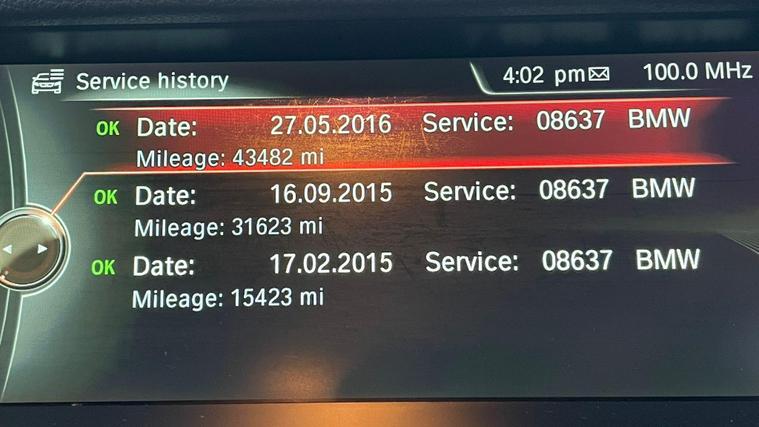 Service history 4:02 pm 100.0 MHz
OK Date: 27.05.2016 Service: 08637 BMW
Mileage: 43482 mi
OK Date: 16.09.2015 Service: 08637 BMW
Mileage: 31623 mi
OK Date: 17.02.2015 Service: 08637 BMW
Mileage: 15423 mi